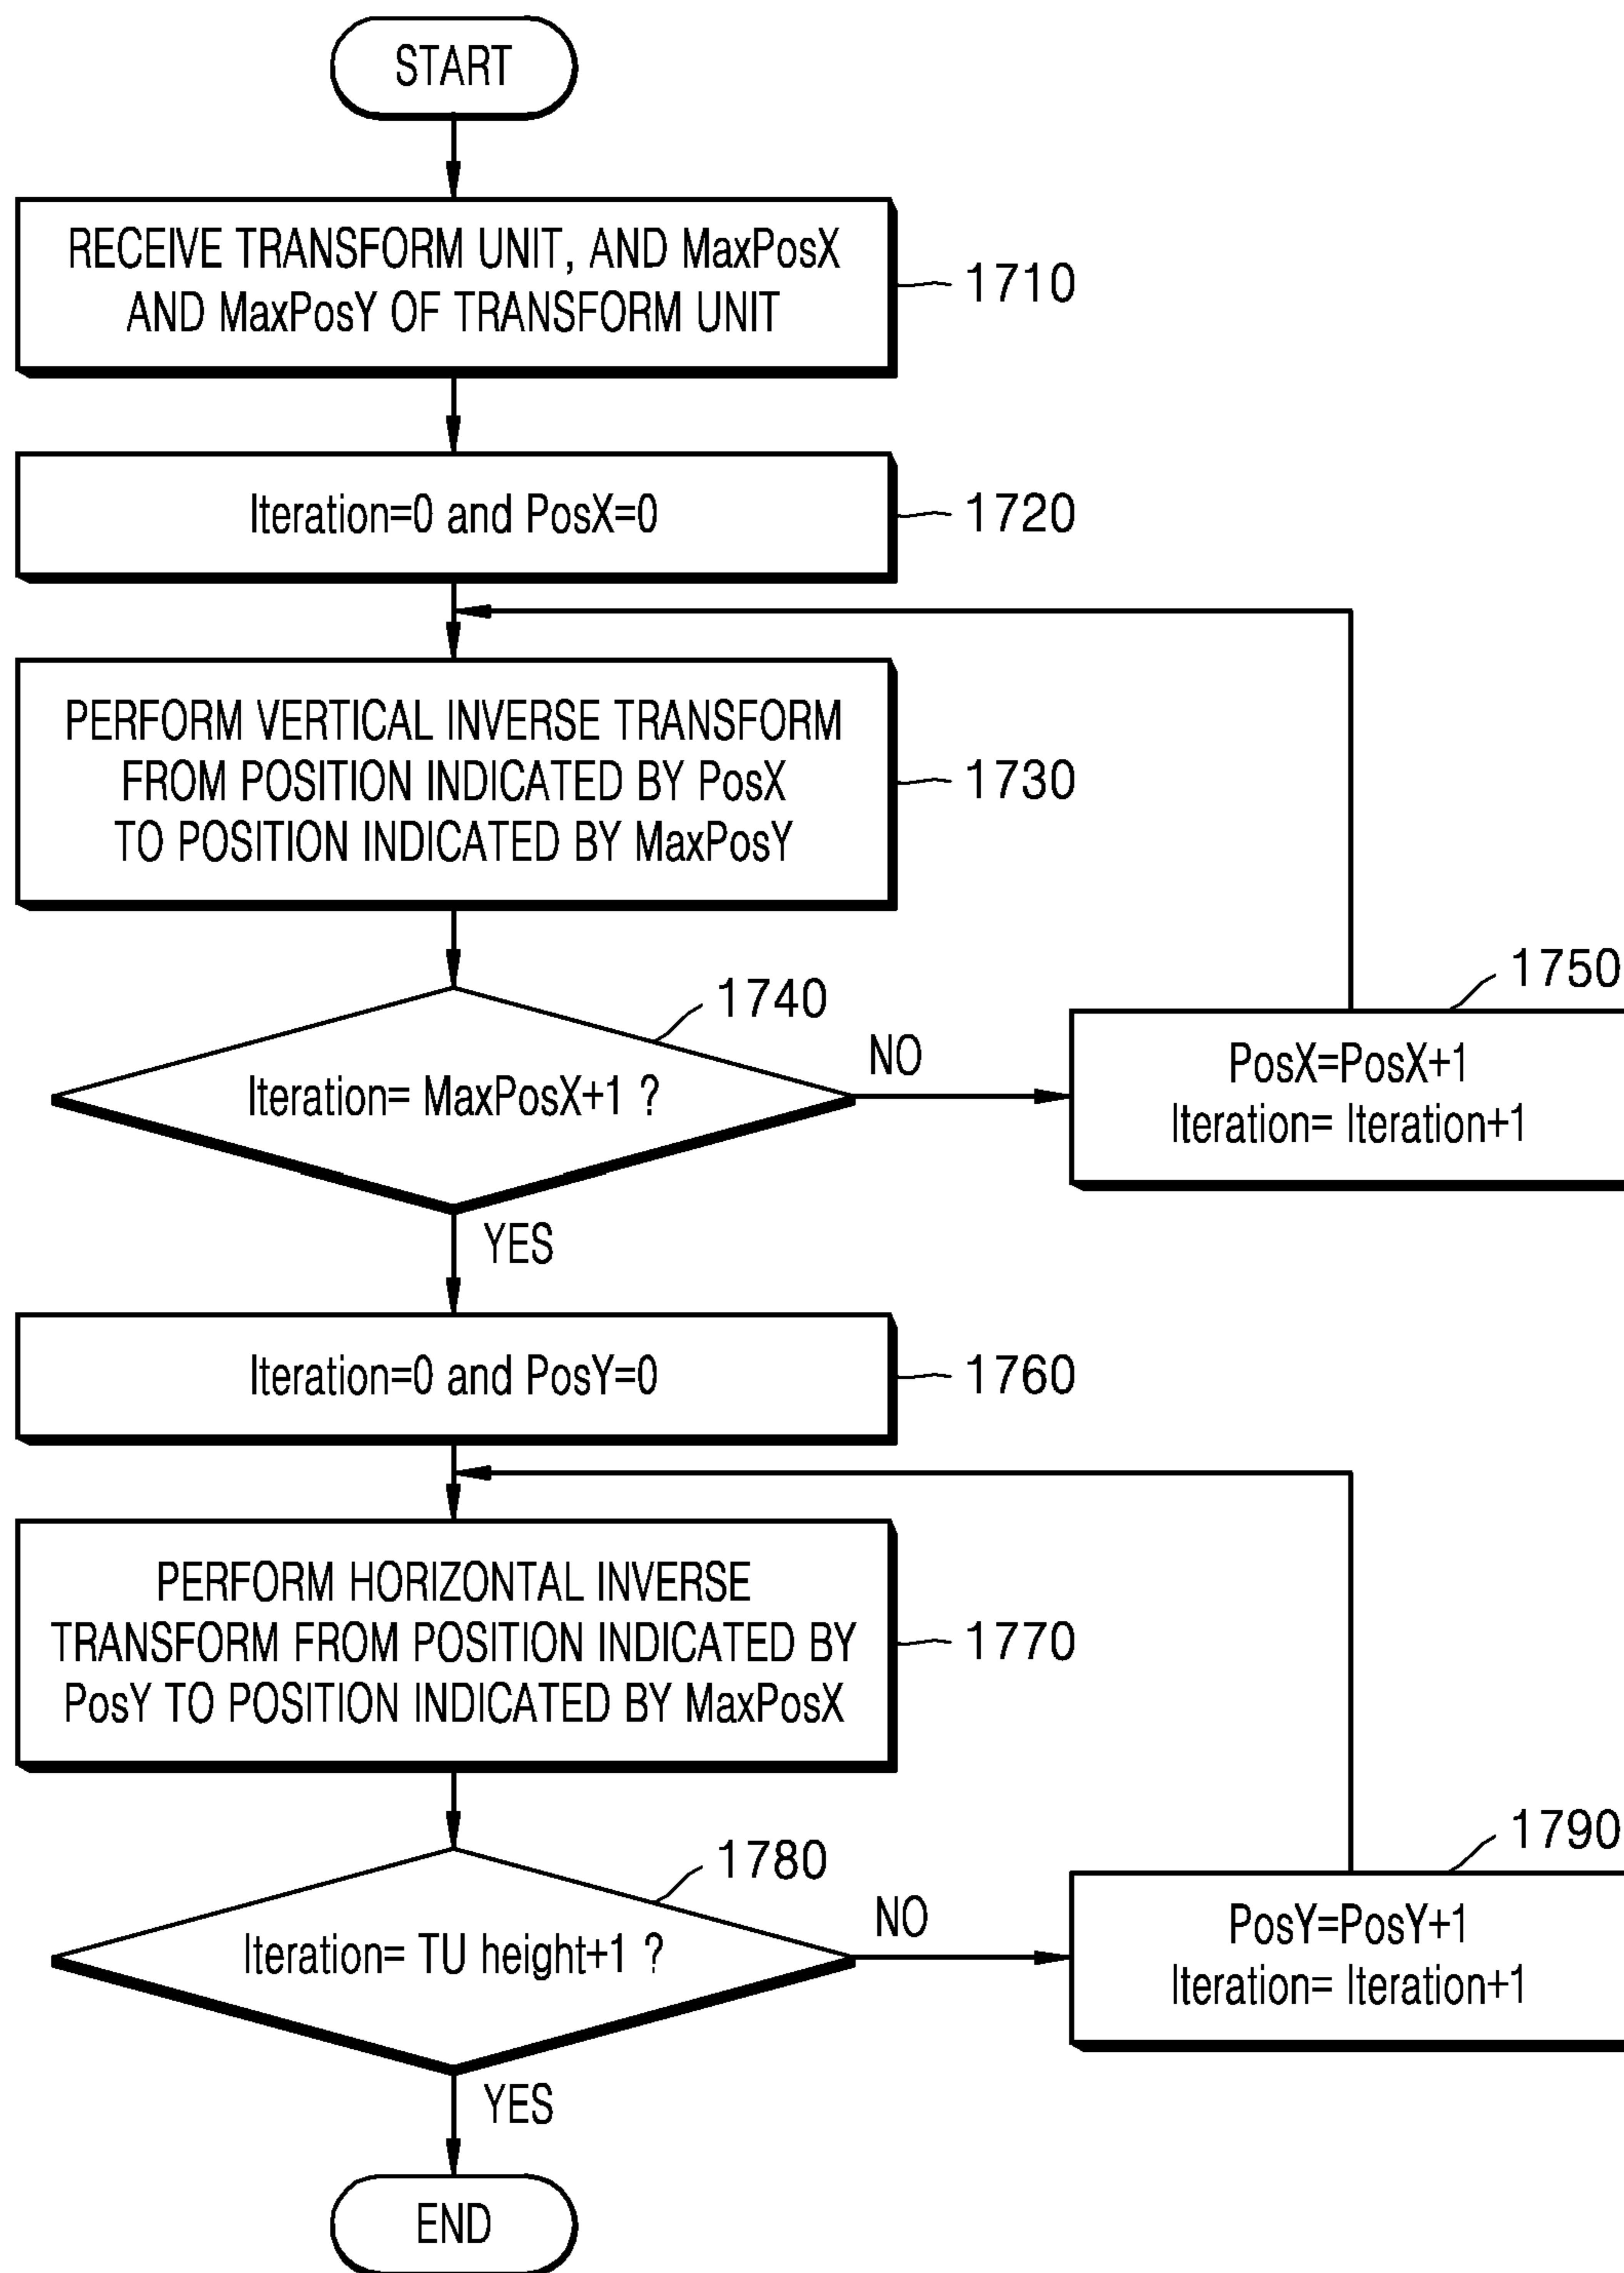 START
RECEIVE TRANSFORM UNIT, AND MaxPosX
AND MaxPosY OF TRANSFORM UNIT
1710
Iteration=0 and PosX=0
1720
PERFORM VERTICAL INVERSE TRANSFORM
FROM POSITION INDICATED BY PosX
TO POSITION INDICATED BY MaxPosY
1730
1740
Iteration= MaxPosX+1 ?
NO
1750
PosX=PosX+1
Iteration= Iteration+1
YES
Iteration=0 and PosY=0
1760
PERFORM HORIZONTAL INVERSE
TRANSFORM FROM POSITION INDICATED BY
PosY TO POSITION INDICATED BY MaxPosX
1770
1780
Iteration= TU height+1 ?
NO
1790
PosY=PosY+1
Iteration= Iteration+1
YES
END